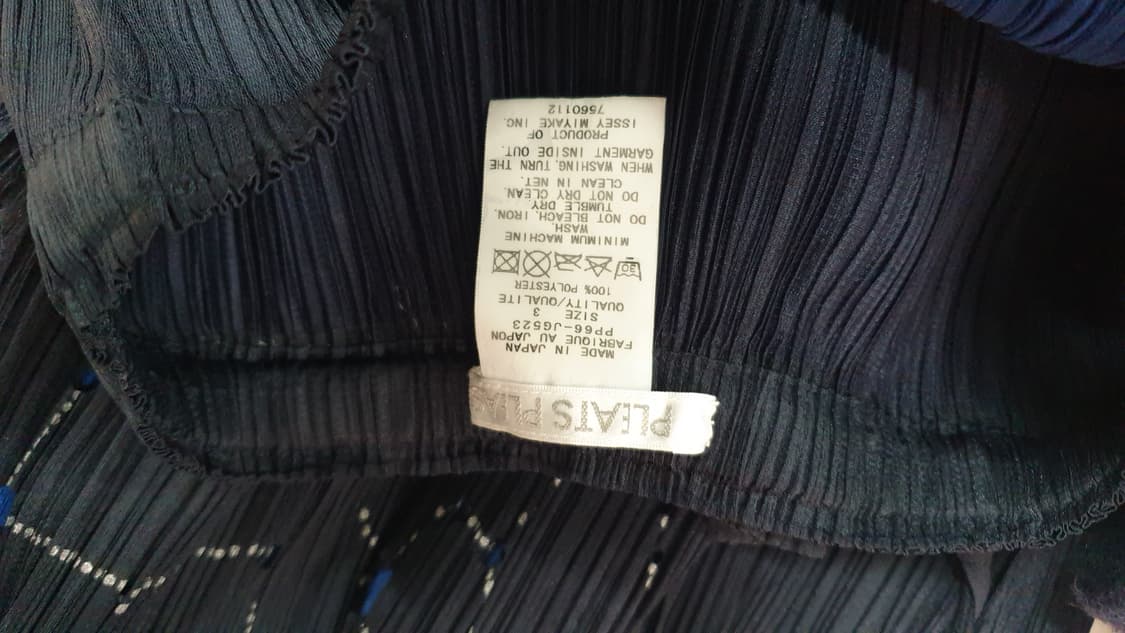 PLEATS PLEA
MADE IN JAPAN
FABRIQUE AU JAPON
PP66-JG523
SIZE 3
QUALITY/QUALITE
100% POLYESTER
30
MINIMUM MACHINE
WASH.
DO NOT BLEACH, IRON.
TUMBLE DRY
DO NOT DRY CLEAN.
CLEAN IN NET.
WHEN WASHING, TURN THE
GARMENT INSIDE OUT.
PRODUCT OF
ISSEY MIYAKE INC.
7560112